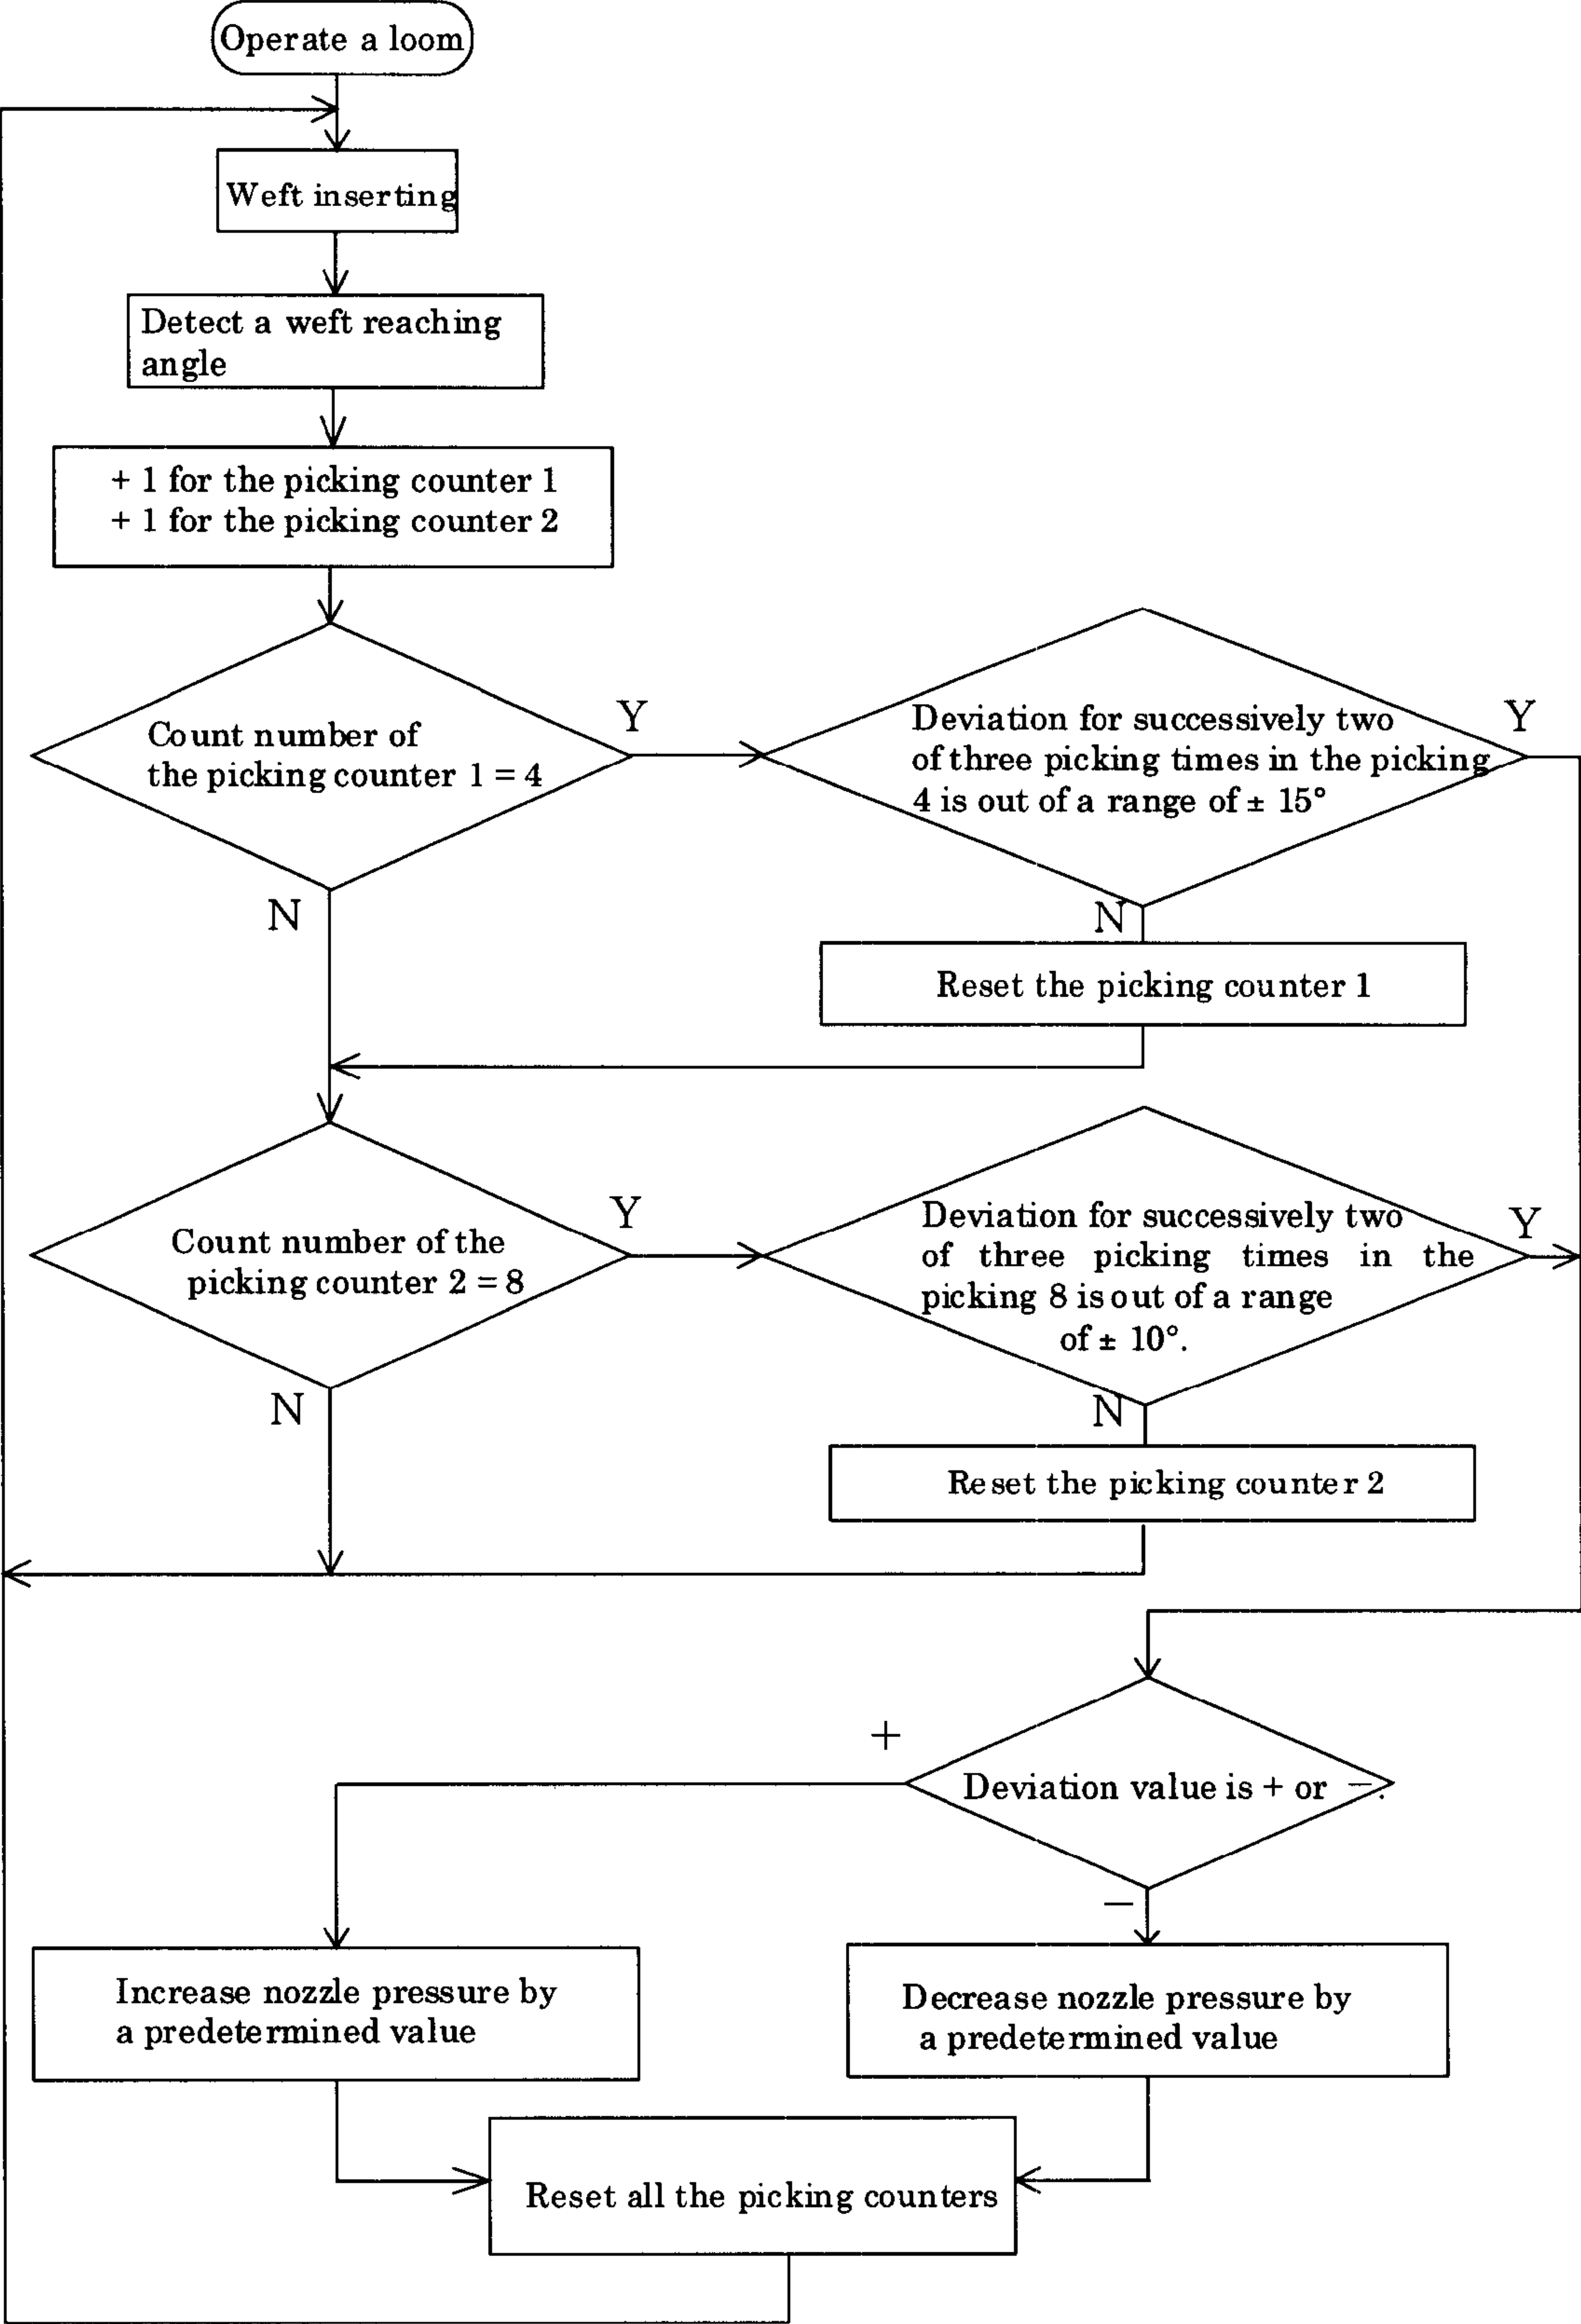 Operate a loom
Weft inserting
Detect a weft reaching
angle
+ 1 for the picking counter 1
+ 1 for the picking counter 2
Count number of
the picking counter 1 = 4
Y
N
Deviation for successively two
of three picking times in the picking
4 is out of a range of ± 15°
Y
N
Reset the picking counter 1
Count number of the
picking counter 2 = 8
Y
N
Deviation for successively two
of three picking times in the
picking 8 is out of a range
of ± 10°.
Y
N
Reset the picking counter 2
Deviation value is + or −.
+
−
Increase nozzle pressure by
a predetermined value
Decrease nozzle pressure by
a predetermined value
Reset all the picking counters